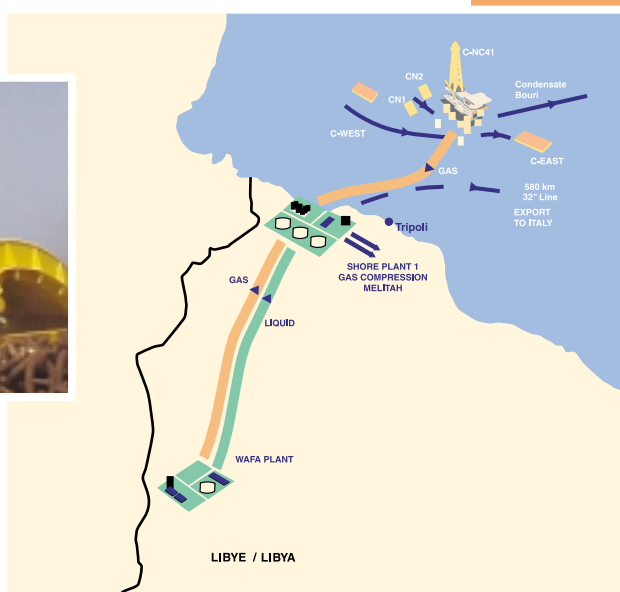 C-NC41
CN2
CN1
Condensate
Bouri
C-WEST
C-EAST
GAS
580 km
32" Line
EXPORT
TO ITALY
Tripoli
SHORE PLANT 1
GAS COMPRESSION
MELITAH
GAS
LIQUID
WAFA PLANT
LIBYE / LIBYA